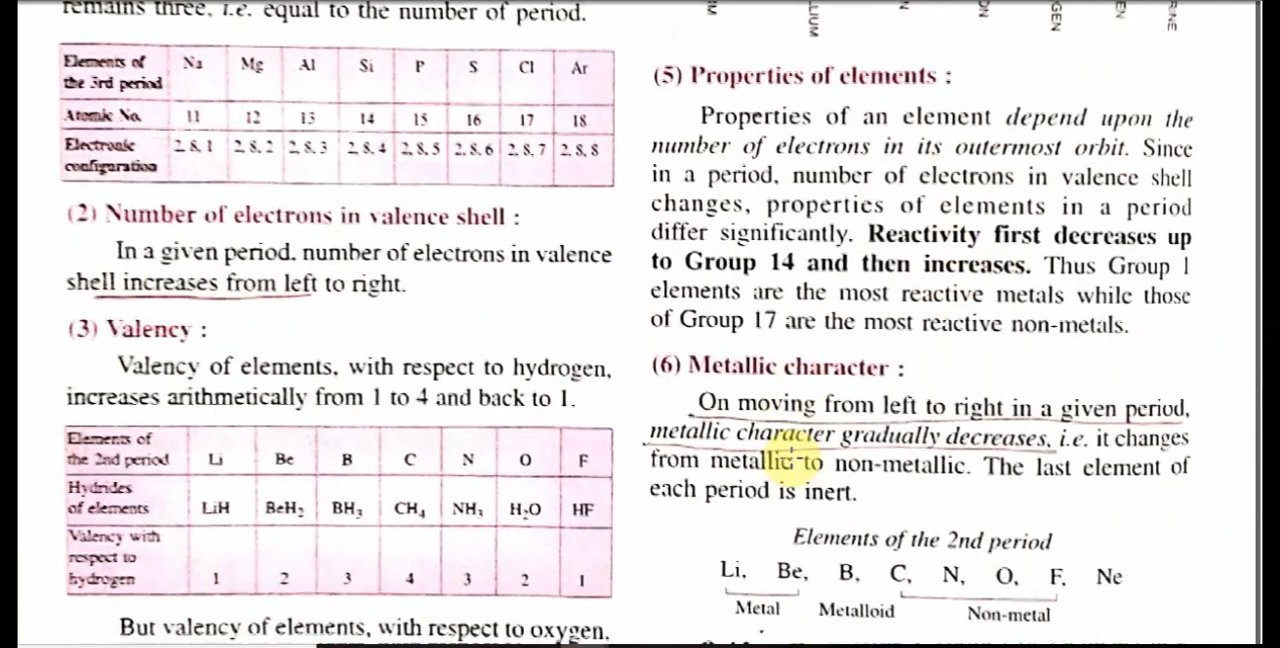 remains three, i.e. equal to the number of period.
Elements of the 3rd period Na Mg Al Si P S Cl Ar
Atomic No. 11 12 13 14 15 16 17 18
Electronic configuration 2,8,1 2,8,2 2,8,3 2,8,4 2,8,5 2,8,6 2,8,7 2,8,8
(2) Number of electrons in valence shell :
In a given period, number of electrons in valence
shell increases from left to right.
(3) Valency :
Valency of elements, with respect to hydrogen,
increases arithmetically from 1 to 4 and back to 1.
Elements of the 2nd period Li Be B C N O F
Hydrides of elements LiH BeH₂ BH₃ CH₄ NH₃ H₂O HF
Valency with respect to hydrogen 1 2 3 4 3 2 1
But valency of elements, with respect to oxygen,
(5) Properties of elements :
Properties of an element depend upon the
number of electrons in its outermost orbit. Since
in a period, number of electrons in valence shell
changes, properties of elements in a period
differ significantly. Reactivity first decreases up
to Group 14 and then increases. Thus Group 1
elements are the most reactive metals while those
of Group 17 are the most reactive non-metals.
(6) Metallic character :
On moving from left to right in a given period,
metallic character gradually decreases, i.e. it changes
from metallic to non-metallic. The last element of
each period is inert.
Elements of the 2nd period
Li, Be, B, C, N, O, F, Ne
Metal Metalloid Non-metal